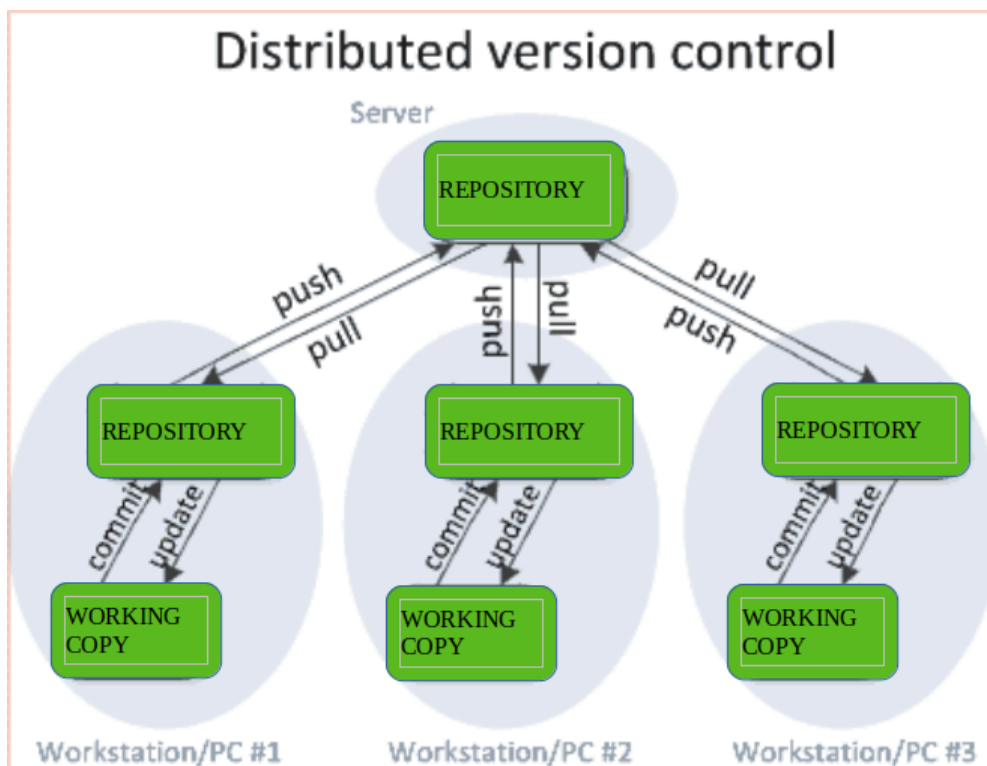 Distributed version control
Server
REPOSITORY
push
pull
push
pull
pull
push
REPOSITORY
REPOSITORY
REPOSITORY
commit
update
commit
update
commit
update
WORKING
COPY
WORKING
COPY
WORKING
COPY
Workstation/PC #1
Workstation/PC #2
Workstation/PC #3